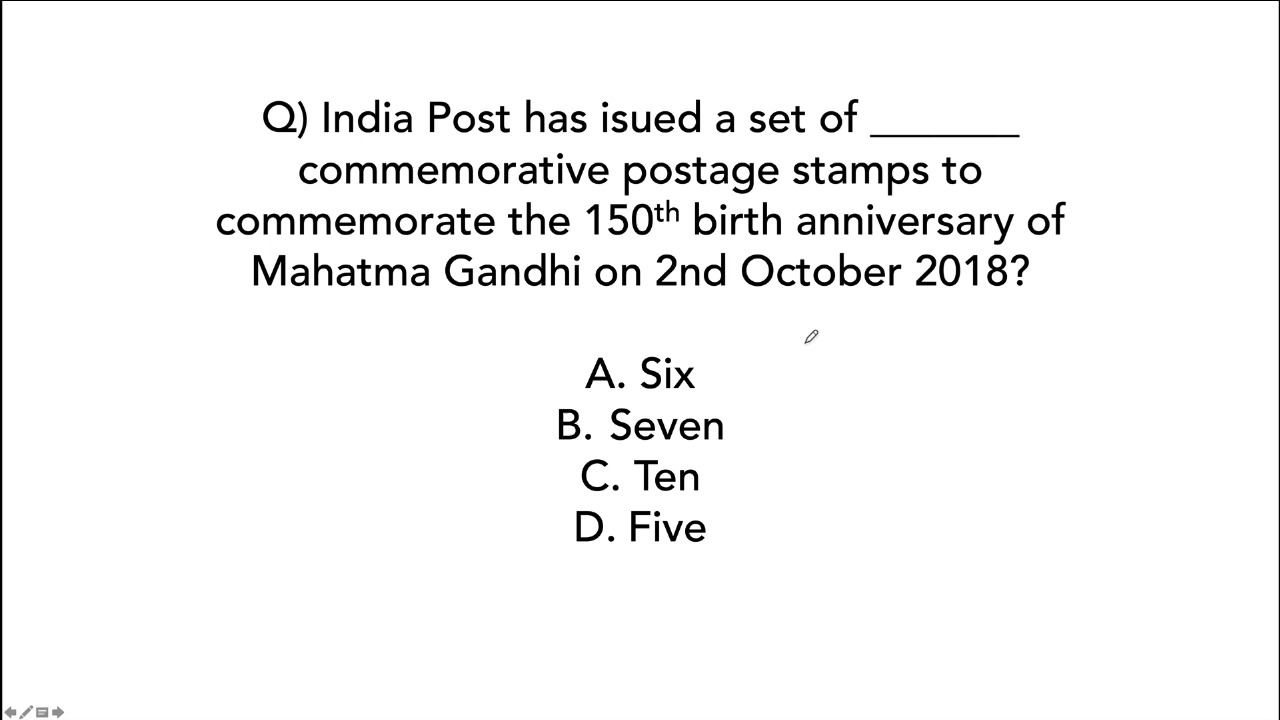 Q) India Post has isued a set of _______
commemorative postage stamps to
commemorate the 150th birth anniversary of
Mahatma Gandhi on 2nd October 2018?
A. Six
B. Seven
C. Ten
D. Five